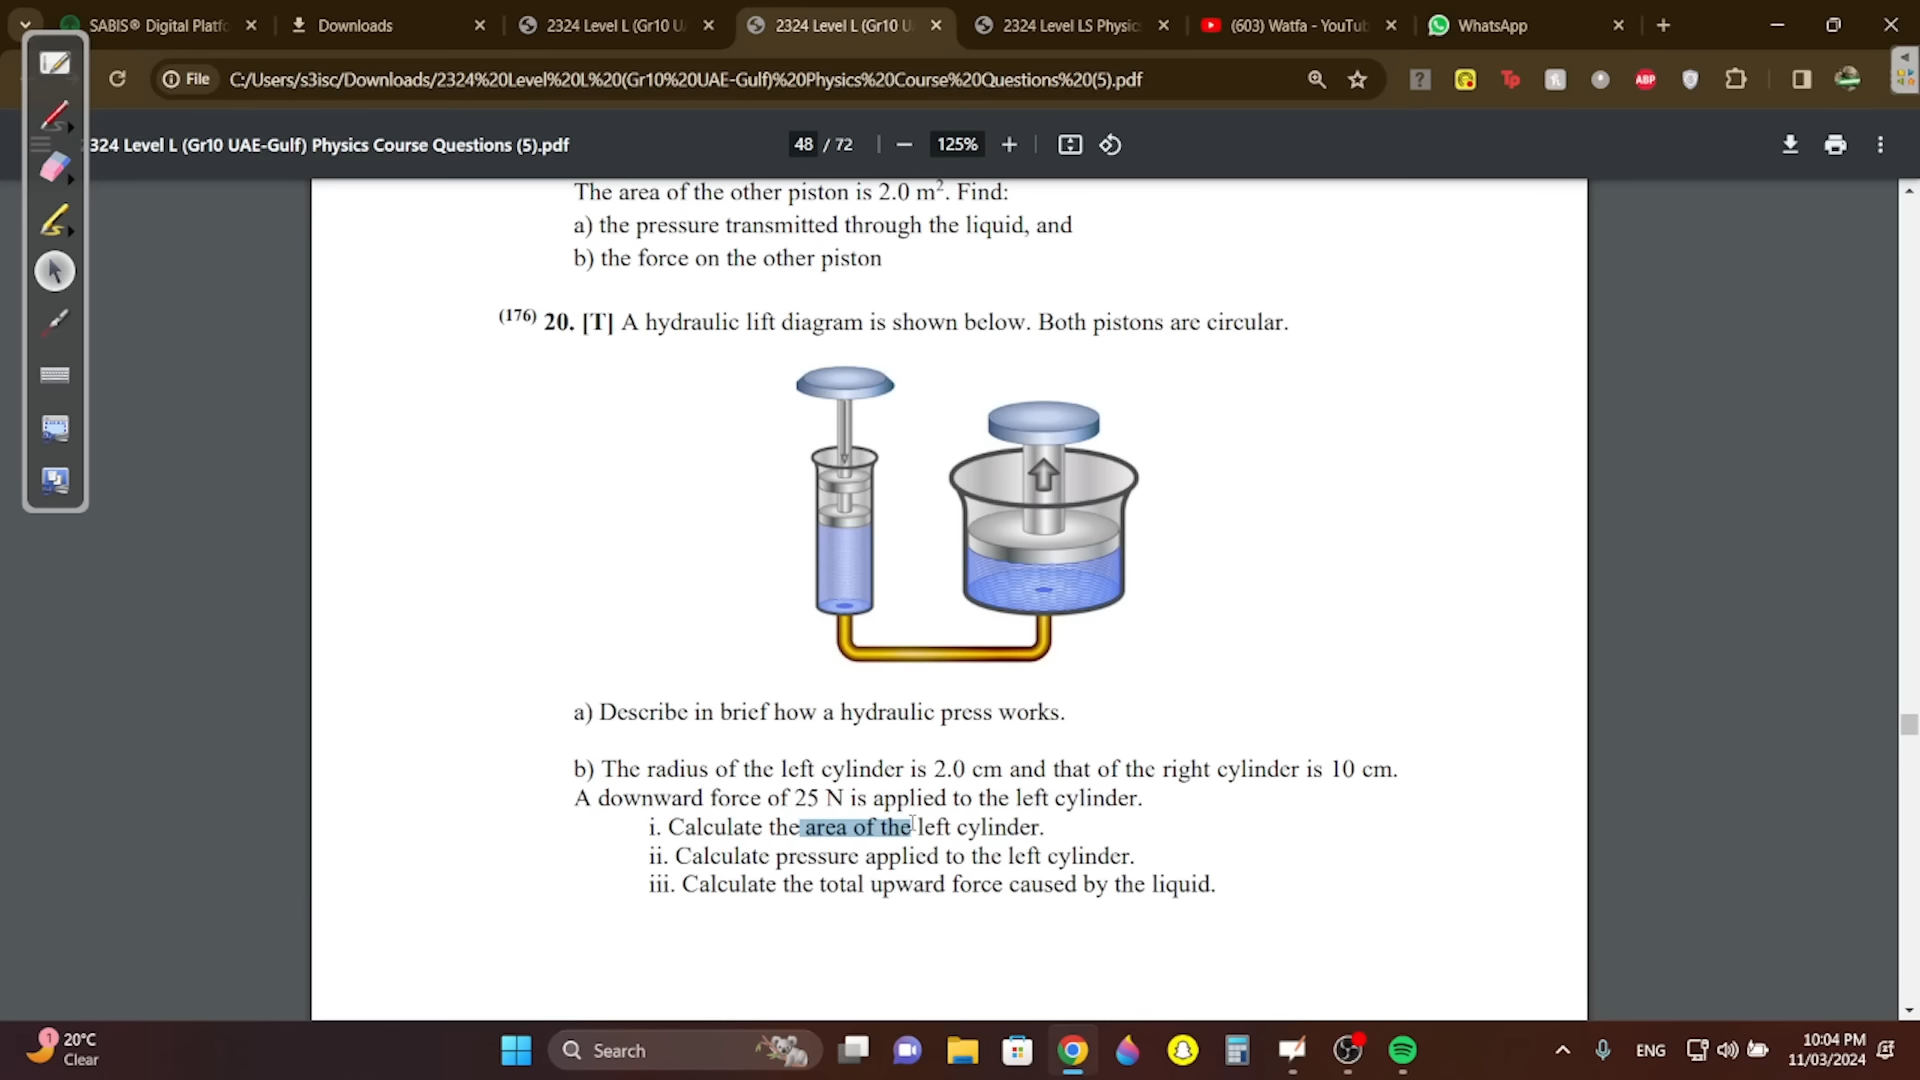 SABIS® Digital Platfo
Downloads
2324 Level L (Gr10 U
2324 Level L (Gr10 U
2324 Level LS Physic
(603) Watfa - YouTub
WhatsApp
File
C:/Users/s3isc/Downloads/2324%20Level%20L%20(Gr10%20UAE-Gulf)%20Physics%20Course%20Questions%20(5).pdf
Tp
ABP
324 Level L (Gr10 UAE-Gulf) Physics Course Questions (5).pdf
48 / 72
125%
The area of the other piston is 2.0 m². Find:
a) the pressure transmitted through the liquid, and
b) the force on the other piston
(176) 20. [T] A hydraulic lift diagram is shown below. Both pistons are circular.
a) Describe in brief how a hydraulic press works.
b) The radius of the left cylinder is 2.0 cm and that of the right cylinder is 10 cm.
A downward force of 25 N is applied to the left cylinder.
i. Calculate the area of the left cylinder.
ii. Calculate pressure applied to the left cylinder.
iii. Calculate the total upward force caused by the liquid.
1
20°C
Clear
Search
ENG
10:04 PM
11/03/2024